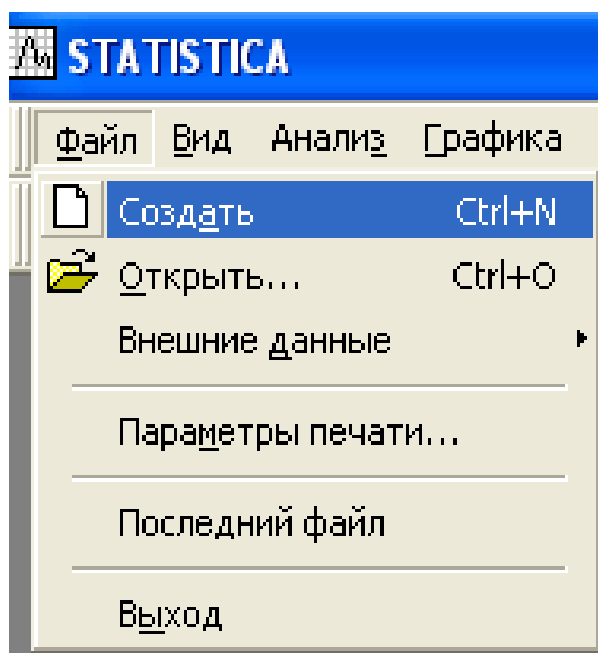 STATISTICA
Файл Вид Анализ Графика
Создать Ctrl+N
Открыть... Ctrl+O
Внешние данные
Параметры печати...
Последний файл
Выход